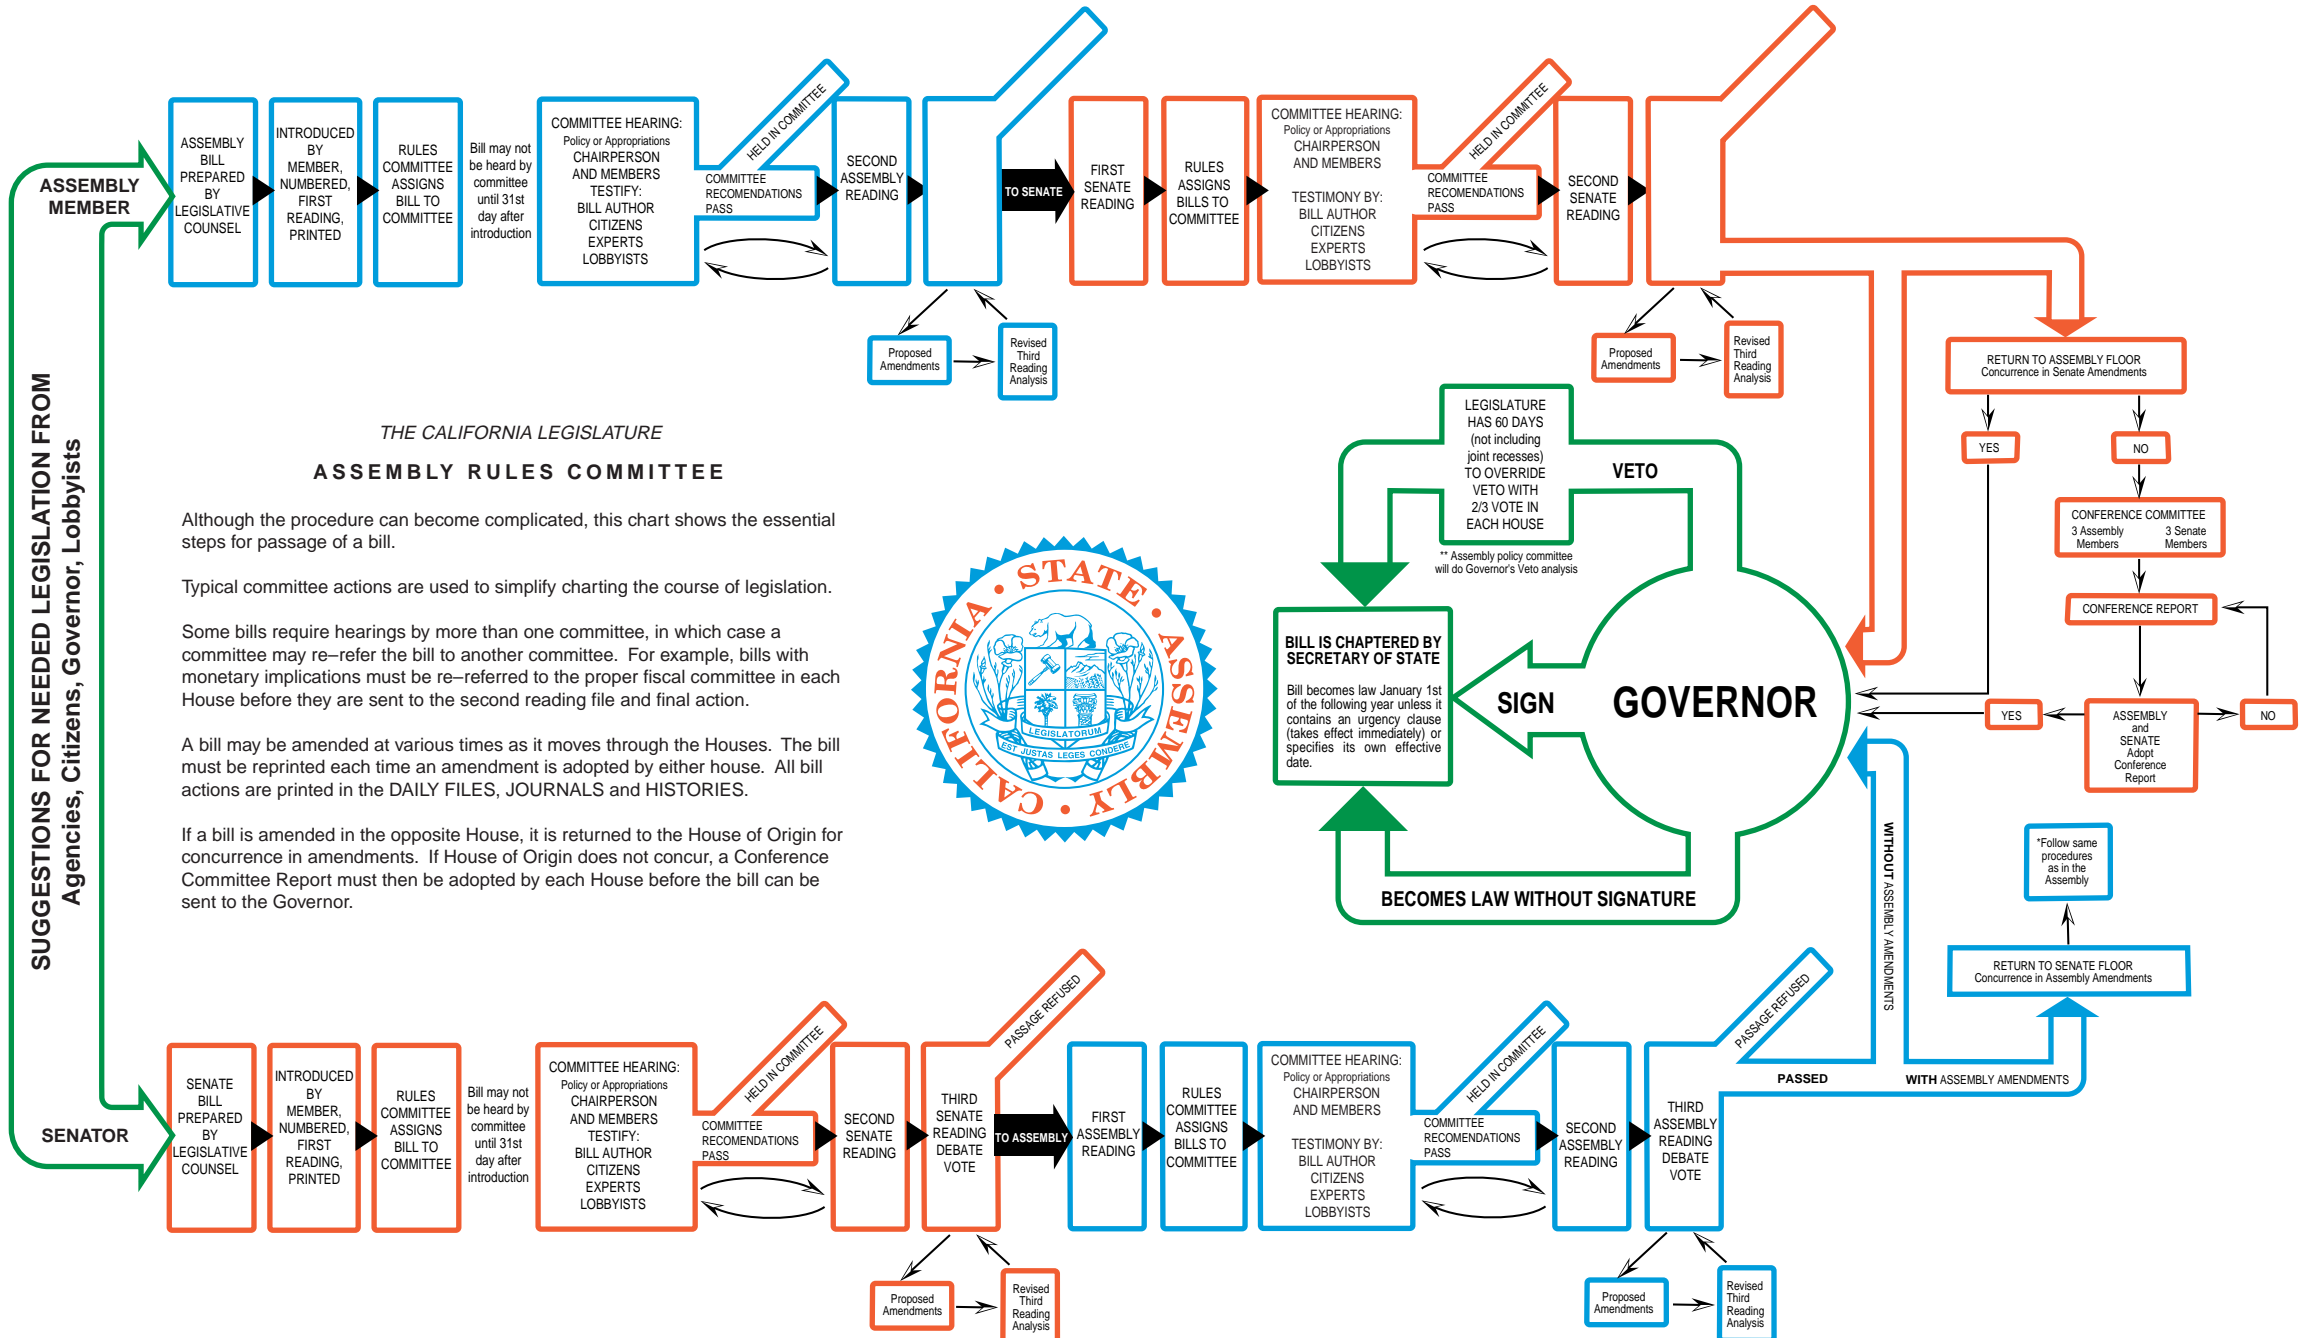 SUGGESTIONS FOR NEEDED LEGISLATION FROM
Agencies, Citizens, Governor, Lobbyists
ASSEMBLY
MEMBER
ASSEMBLY
BILL
PREPARED
BY
LEGISLATIVE
COUNSEL
INTRODUCED
BY
MEMBER,
NUMBERED,
FIRST
READING,
PRINTED
RULES
COMMITTEE
ASSIGNS
BILL TO
COMMITTEE
Bill may not
be heard by
committee
until 31st
day after
introduction
COMMITTEE HEARING:
Policy or Appropriations
CHAIRPERSON
AND MEMBERS
TESTIFY:
BILL AUTHOR
CITIZENS
EXPERTS
LOBBYISTS
HELD IN COMMITTEE
COMMITTEE
RECOMENDATIONS
PASS
SECOND
ASSEMBLY
READING
Proposed
Amendments
Revised
Third
Reading
Analysis
TO SENATE
FIRST
SENATE
READING
RULES
ASSIGNS
BILLS TO
COMMITTEE
COMMITTEE HEARING:
Policy or Appropriations
CHAIRPERSON
AND MEMBERS
TESTIMONY BY:
BILL AUTHOR
CITIZENS
EXPERTS
LOBBYISTS
HELD IN COMMITTEE
COMMITTEE
RECOMENDATIONS
PASS
SECOND
SENATE
READING
Proposed
Amendments
Revised
Third
Reading
Analysis
RETURN TO ASSEMBLY FLOOR
Concurrence in Senate Amendments
YES
NO
CONFERENCE COMMITTEE
3 Assembly
Members
3 Senate
Members
CONFERENCE REPORT
YES
ASSEMBLY
and
SENATE
Adopt
Conference
Report
NO
THE CALIFORNIA LEGISLATURE
ASSEMBLY RULES COMMITTEE
Although the procedure can become complicated, this chart shows the essential
steps for passage of a bill.
Typical committee actions are used to simplify charting the course of legislation.
Some bills require hearings by more than one committee, in which case a
committee may re–refer the bill to another committee.  For example, bills with
monetary implications must be re–referred to the proper fiscal committee in each
House before they are sent to the second reading file and final action.
A bill may be amended at various times as it moves through the Houses.  The bill
must be reprinted each time an amendment is adopted by either house.  All bill
actions are printed in the DAILY FILES, JOURNALS and HISTORIES.
If a bill is amended in the opposite House, it is returned to the House of Origin for
concurrence in amendments.  If House of Origin does not concur, a Conference
Committee Report must then be adopted by each House before the bill can be
sent to the Governor.
CALIFORNIA • STATE • ASSEMBLY •
LEGISLATORUM
EST JUSTAS LEGES CONDERE
LEGISLATURE
HAS 60 DAYS
(not including
joint recesses)
TO OVERRIDE
VETO WITH
2/3 VOTE IN
EACH HOUSE
VETO
** Assembly policy committee
will do Governor's Veto analysis
BILL IS CHAPTERED BY
SECRETARY OF STATE
Bill becomes law January 1st
of the following year unless it
contains an urgency clause
(takes effect immediately) or
specifies its own effective
date.
SIGN
GOVERNOR
BECOMES LAW WITHOUT SIGNATURE
WITHOUT ASSEMBLY AMENDMENTS
*Follow same
procedures
as in the
Assembly
RETURN TO SENATE FLOOR
Concurrence in Assembly Amendments
SENATOR
SENATE
BILL
PREPARED
BY
LEGISLATIVE
COUNSEL
INTRODUCED
BY
MEMBER,
NUMBERED,
FIRST
READING,
PRINTED
RULES
COMMITTEE
ASSIGNS
BILL TO
COMMITTEE
Bill may not
be heard by
committee
until 31st
day after
introduction
COMMITTEE HEARING:
Policy or Appropriations
CHAIRPERSON
AND MEMBERS
TESTIFY:
BILL AUTHOR
CITIZENS
EXPERTS
LOBBYISTS
HELD IN COMMITTEE
COMMITTEE
RECOMENDATIONS
PASS
SECOND
SENATE
READING
THIRD
SENATE
READING
DEBATE
VOTE
PASSAGE REFUSED
Proposed
Amendments
Revised
Third
Reading
Analysis
TO ASSEMBLY
FIRST
ASSEMBLY
READING
RULES
COMMITTEE
ASSIGNS
BILLS TO
COMMITTEE
COMMITTEE HEARING:
Policy or Appropriations
CHAIRPERSON
AND MEMBERS
TESTIMONY BY:
BILL AUTHOR
CITIZENS
EXPERTS
LOBBYISTS
HELD IN COMMITTEE
COMMITTEE
RECOMENDATIONS
PASS
SECOND
ASSEMBLY
READING
THIRD
ASSEMBLY
READING
DEBATE
VOTE
PASSAGE REFUSED
PASSED
WITH ASSEMBLY AMENDMENTS
Proposed
Amendments
Revised
Third
Reading
Analysis